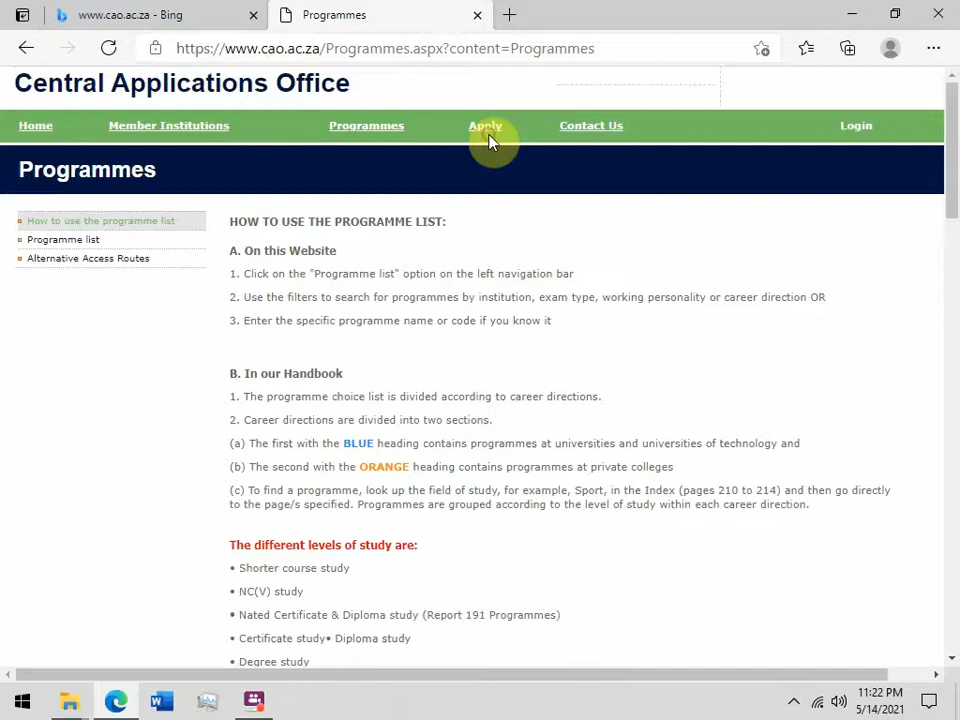 www.cao.ac.za - Bing
Programmes
https://www.cao.ac.za/Programmes.aspx?content=Programmes
Central Applications Office
Home Member Institutions Programmes Apply Contact Us Login
Programmes
How to use the programme list
Programme list
Alternative Access Routes
HOW TO USE THE PROGRAMME LIST:
A. On this Website
1. Click on the "Programme list" option on the left navigation bar
2. Use the filters to search for programmes by institution, exam type, working personality or career direction OR
3. Enter the specific programme name or code if you know it
B. In our Handbook
1. The programme choice list is divided according to career directions.
2. Career directions are divided into two sections.
(a) The first with the BLUE heading contains programmes at universities and universities of technology and
(b) The second with the ORANGE heading contains programmes at private colleges
(c) To find a programme, look up the field of study, for example, Sport, in the Index (pages 210 to 214) and then go directly
to the page/s specified. Programmes are grouped according to the level of study within each career direction.
The different levels of study are:
• Shorter course study
• NC(V) study
• Nated Certificate & Diploma study (Report 191 Programmes)
• Certificate study• Diploma study
• Degree study
11:22 PM
5/14/2021